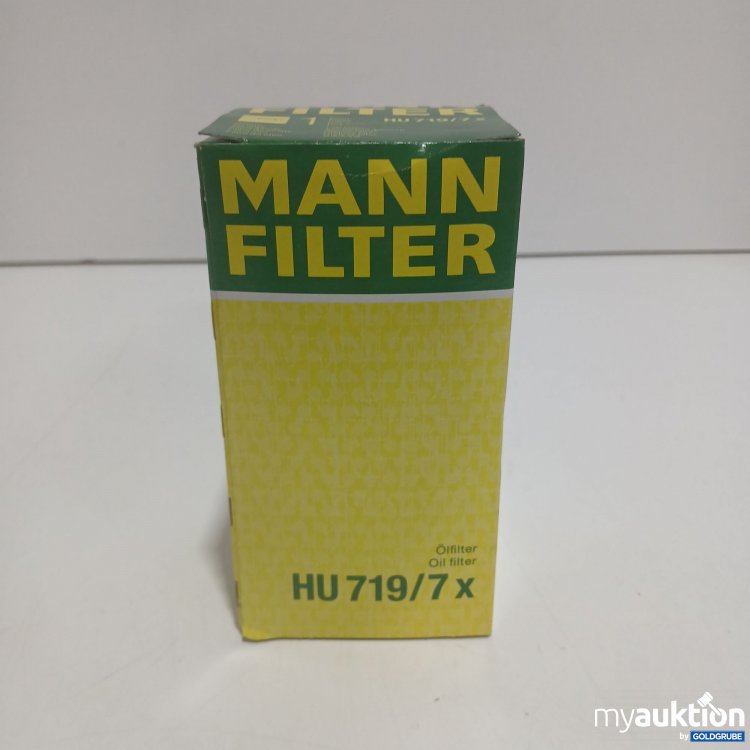 FILTER
HU 719/7 x
MANN
FILTER
Ölfilter
Oil filter
HU 719/7 x
myauktion
by GOLDGRUBE